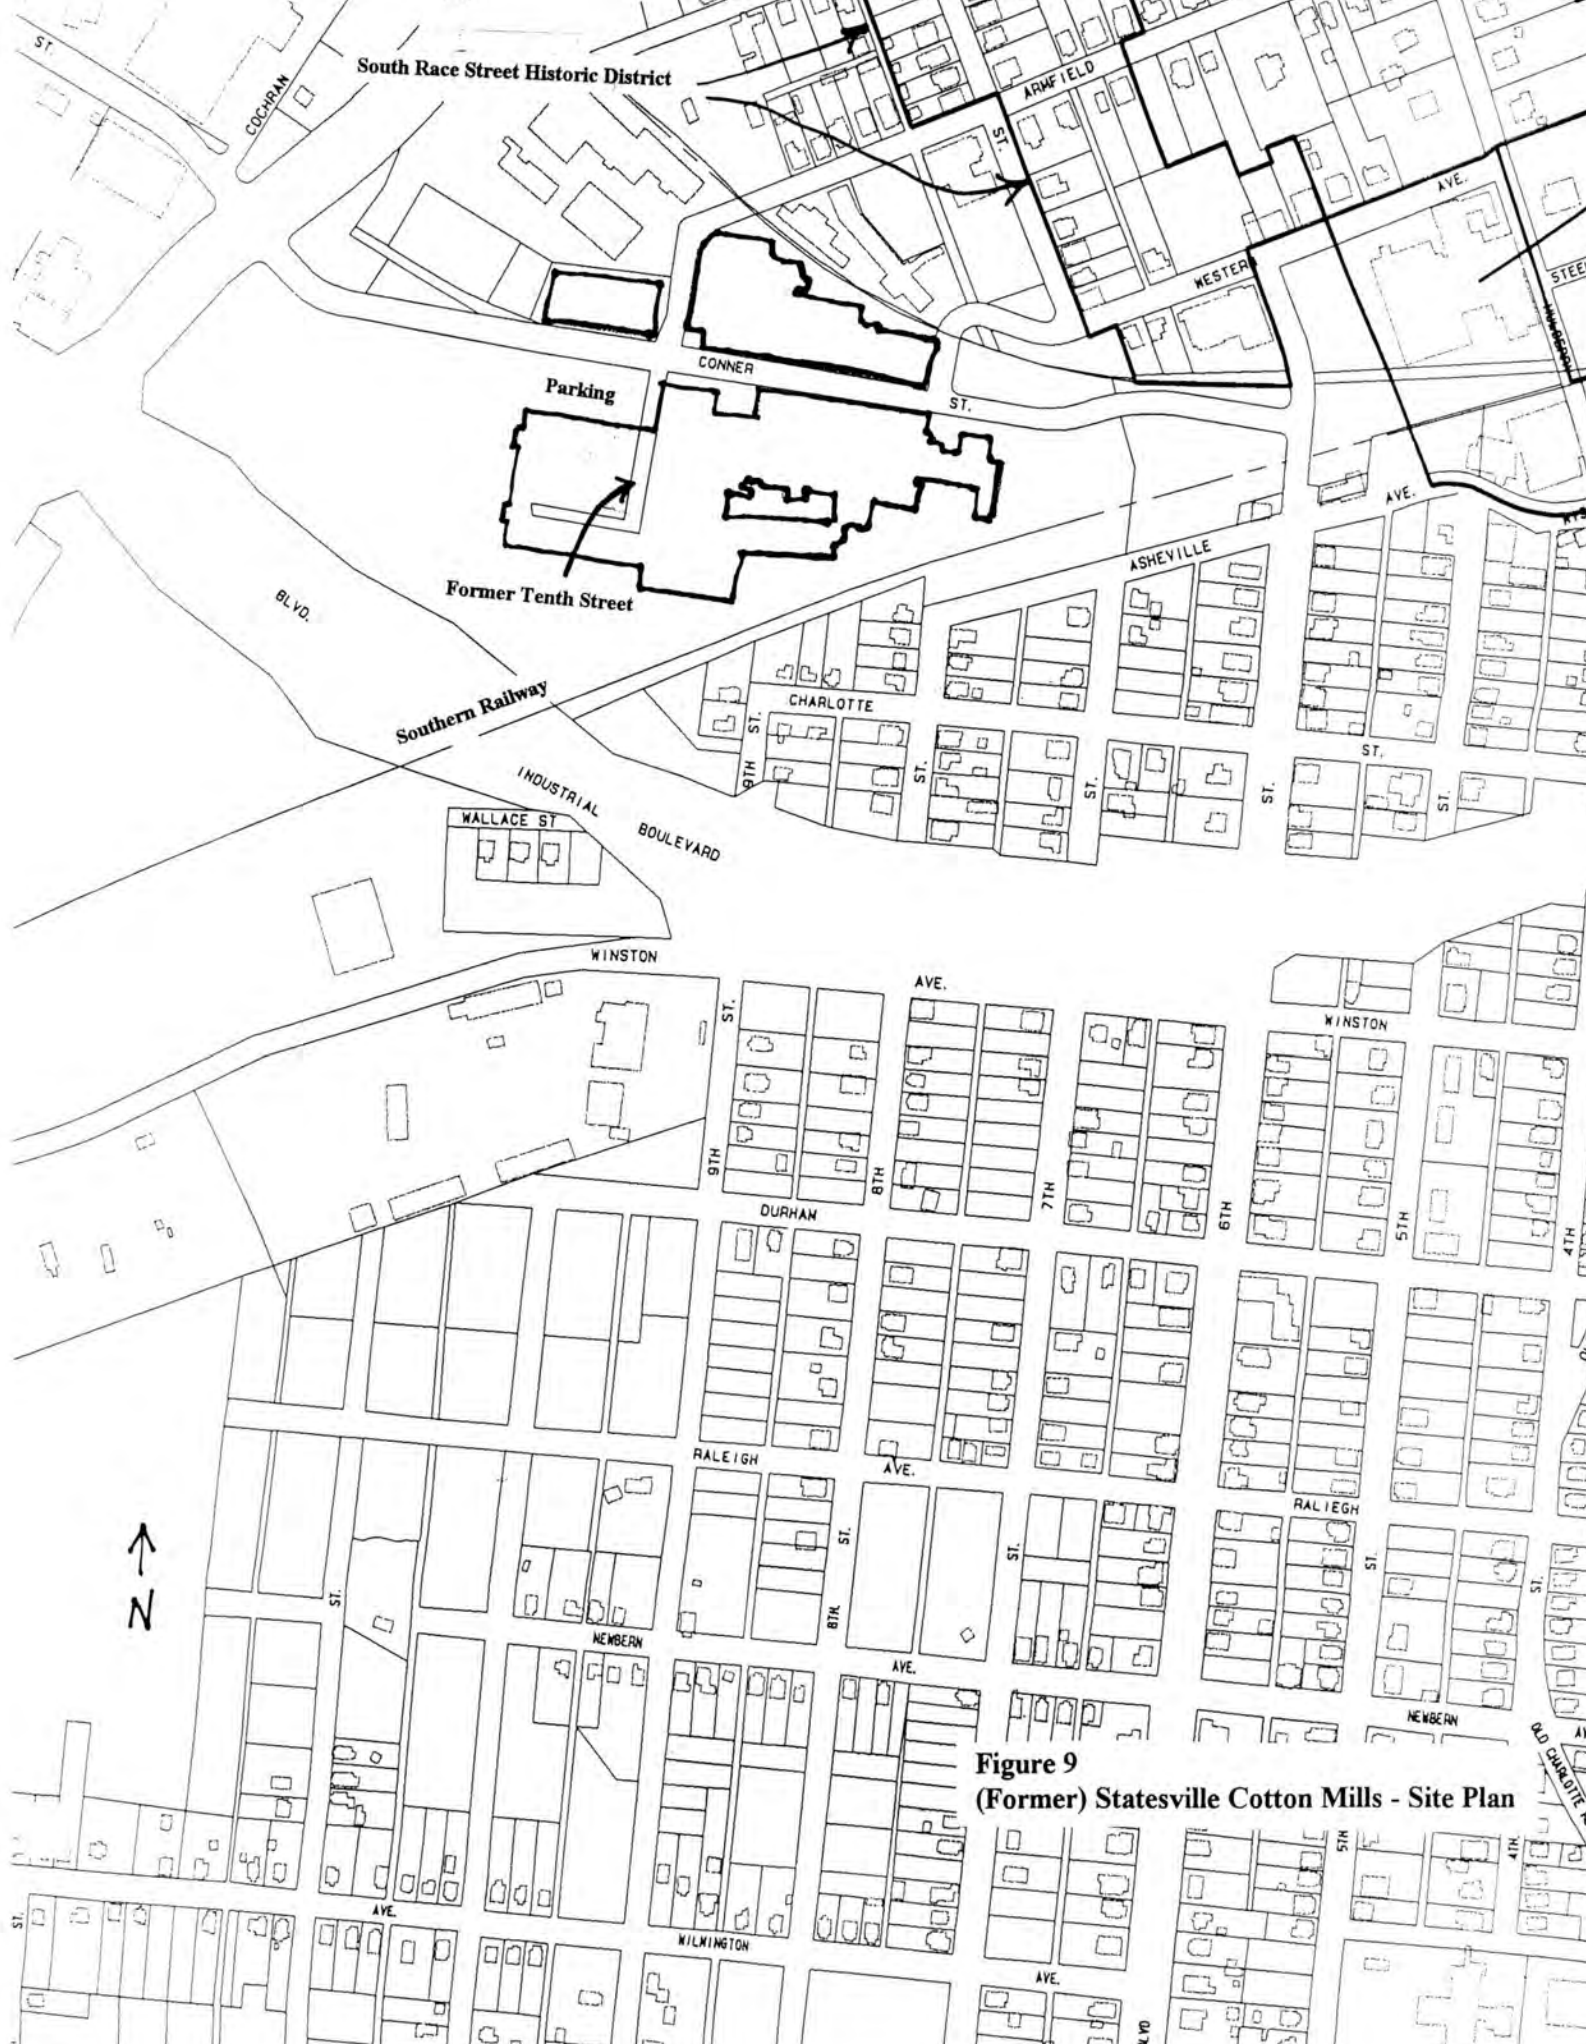 ST.
COCHRAN
South Race Street Historic District
ARMFIELD
ST.
AVE.
WESTERN
CONNER
ST.
Parking
AVE.
ASHEVILLE
Former Tenth Street
BLVD.
Southern Railway
CHARLOTTE
ST.
9TH
ST.
ST.
ST.
ST.
ST.
INDUSTRIAL
BOULEVARD
WALLACE ST
WINSTON
AVE.
WINSTON
ST.
9TH
8TH
7TH
6TH
5TH
4TH
DURHAM
RALEIGH
AVE.
RALIEGH
ST.
ST.
ST.
ST.
ST.
8TH.
N
NEWBERN
AVE.
NEWBERN
OLD CHARLOTTE
Figure 9
(Former) Statesville Cotton Mills - Site Plan
5TH
4TH.
ST.
AVE.
WILMINGTON
AVE.